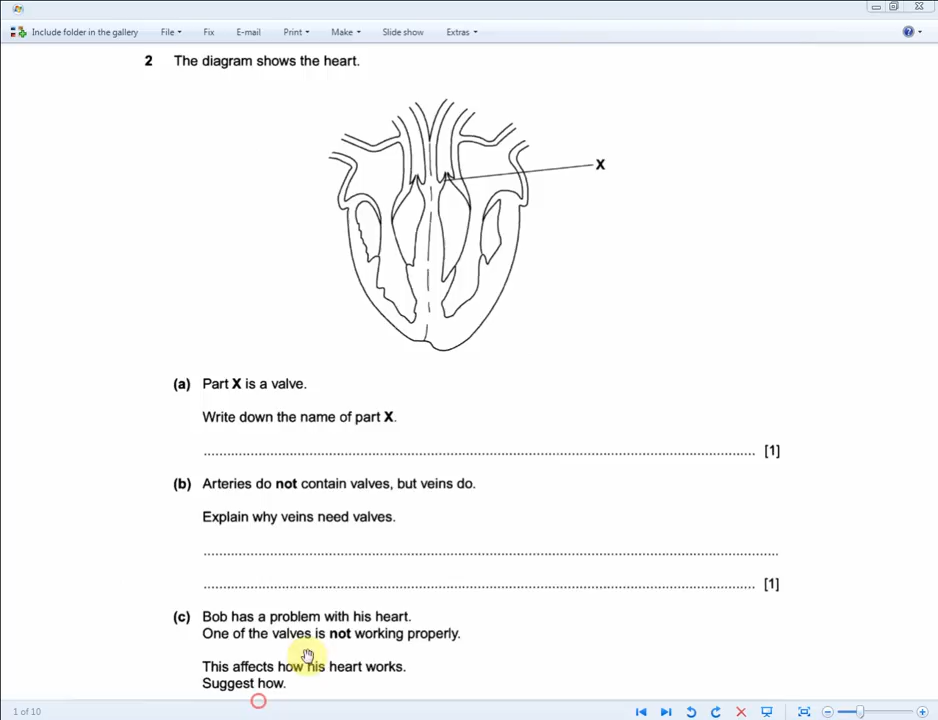 Include folder in the gallery File Fix E-mail Print Make Slide show Extras
2 The diagram shows the heart.
X
(a) Part X is a valve.
Write down the name of part X.
.................................................................................................................................................. [1]
(b) Arteries do not contain valves, but veins do.
Explain why veins need valves.
..................................................................................................................................................
.................................................................................................................................................. [1]
(c) Bob has a problem with his heart.
One of the valves is not working properly.
This affects how his heart works.
Suggest how.
1 of 10